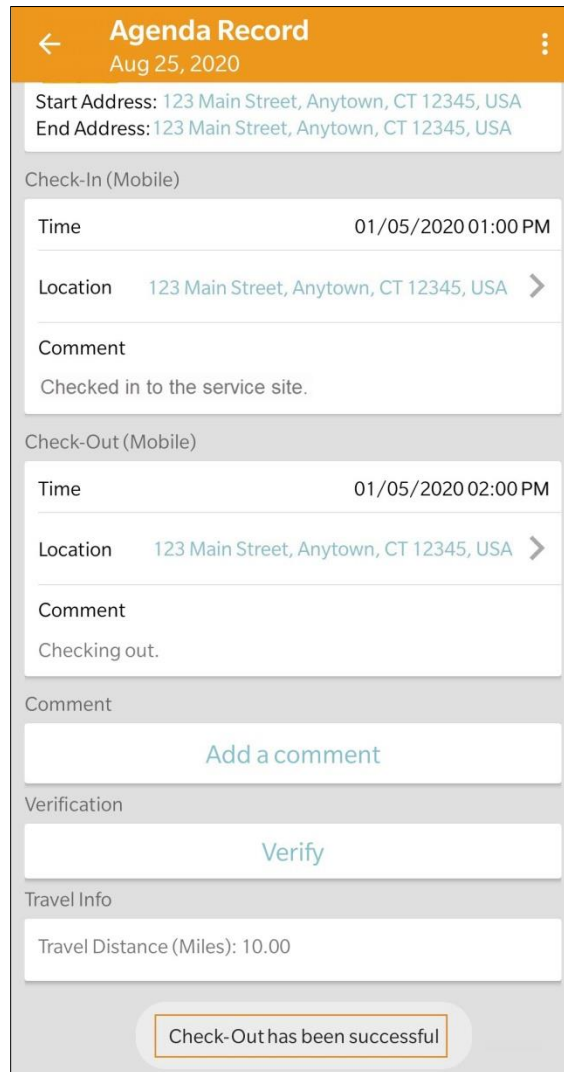 Agenda Record
Aug 25, 2020
Start Address: 123 Main Street, Anytown, CT 12345, USA
End Address: 123 Main Street, Anytown, CT 12345, USA
Check-In (Mobile)
Time 01/05/2020 01:00 PM
Location 123 Main Street, Anytown, CT 12345, USA
Comment
Checked in to the service site.
Check-Out (Mobile)
Time 01/05/2020 02:00 PM
Location 123 Main Street, Anytown, CT 12345, USA
Comment
Checking out.
Comment
Add a comment
Verification
Verify
Travel Info
Travel Distance (Miles): 10.00
Check-Out has been successful